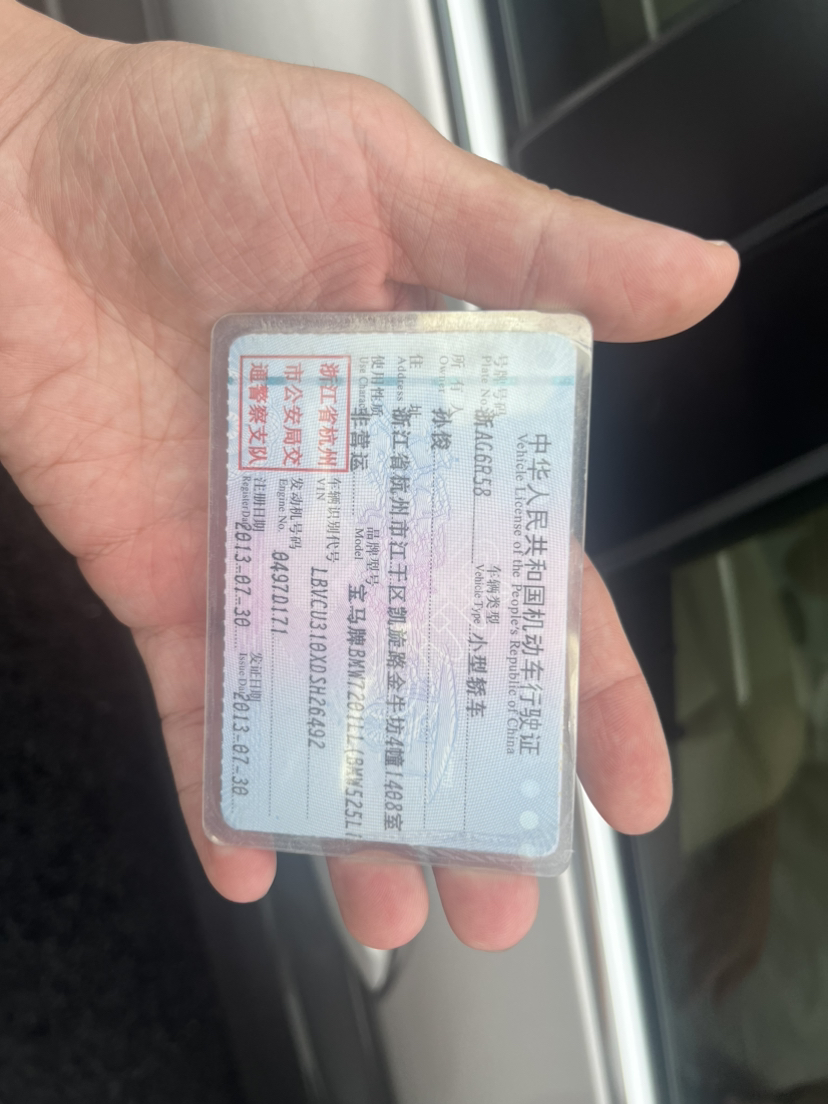 中华人民共和国机动车行驶证
Vehicle License of the People's Republic of China
号牌号码 浙AG6R58 车辆类型 小型轿车
Plate No. Vehicle Type
所有人 孙俊
Owner
住址 浙江省杭州市江干区凯旋路金牛坊4幢1408室
Address
使用性质 非营运 品牌型号 宝马牌BMW7201LL(BMW525LI
Use Character Model
浙江省杭州
市公安局交
通警察支队
车辆识别代号 LBVCU310XDSH26492
VIN
发动机号码 0497D171
Engine No.
注册日期 2013-07-30 发证日期 2013-07-30
Register Date Issue Date